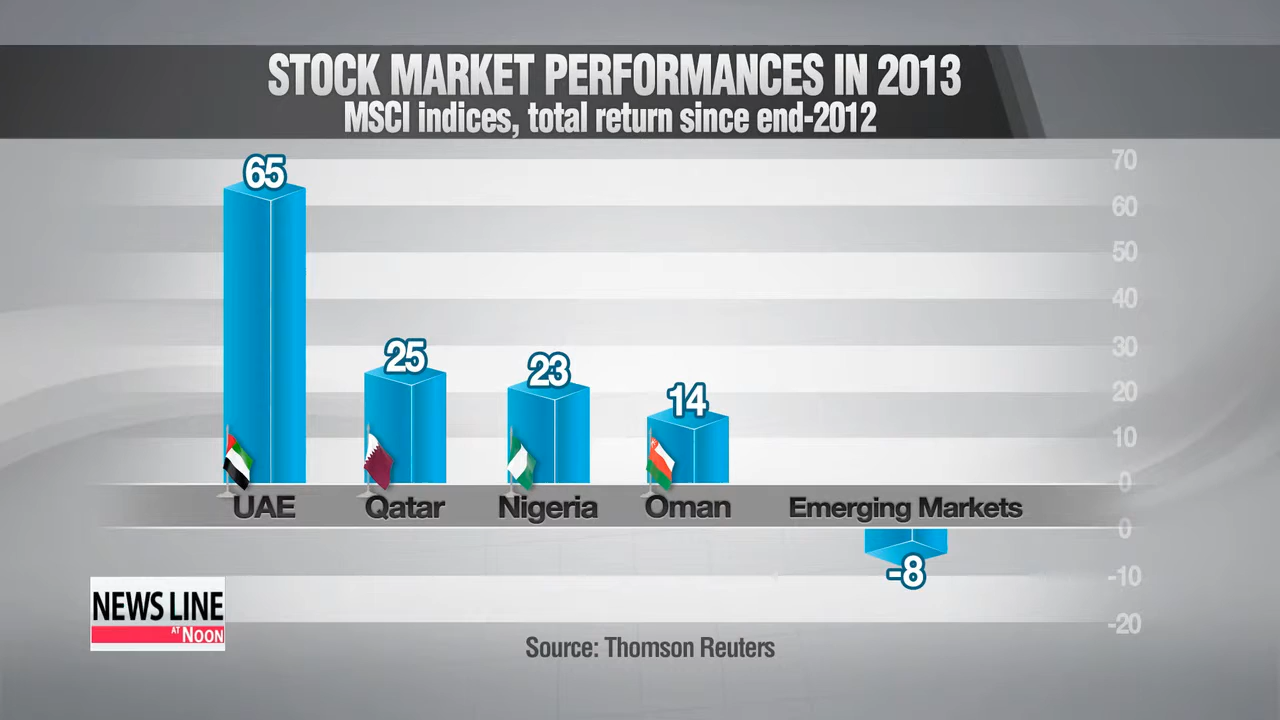 STOCK MARKET PERFORMANCES IN 2013
MSCI indices, total return since end-2012
65
25
23
14
-8
70
60
50
40
30
20
10
0
0
-10
-20
UAE
Qatar
Nigeria
Oman
Emerging Markets
NEWS LINE
AT NOON
Source: Thomson Reuters